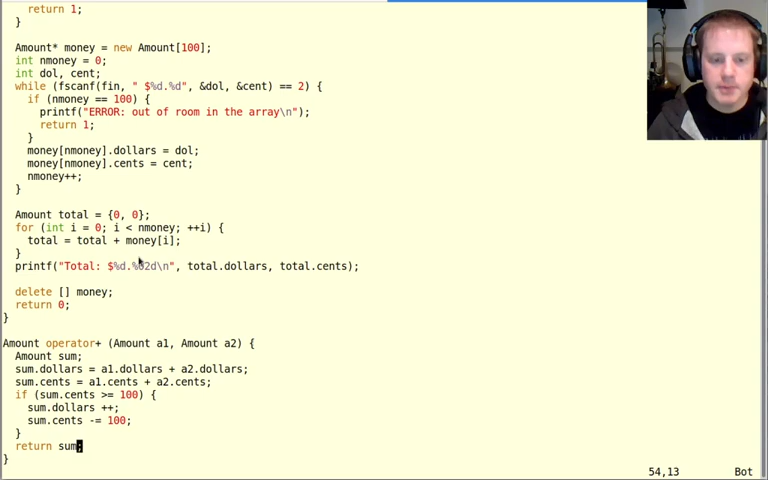 return 1;
  }

  Amount* money = new Amount[100];
  int nmoney = 0;
  int dol, cent;
  while (fscanf(fin, " $%d.%d", &dol, &cent) == 2) {
    if (nmoney == 100) {
      printf("ERROR: out of room in the array\n");
      return 1;
    }
    money[nmoney].dollars = dol;
    money[nmoney].cents = cent;
    nmoney++;
  }

  Amount total = {0, 0};
  for (int i = 0; i < nmoney; ++i) {
    total = total + money[i];
  }
  printf("Total: $%d.%02d\n", total.dollars, total.cents);

  delete [] money;
  return 0;
}

Amount operator+ (Amount a1, Amount a2) {
  Amount sum;
  sum.dollars = a1.dollars + a2.dollars;
  sum.cents = a1.cents + a2.cents;
  if (sum.cents >= 100) {
    sum.dollars ++;
    sum.cents -= 100;
  }
  return sum;
}
54,13 Bot